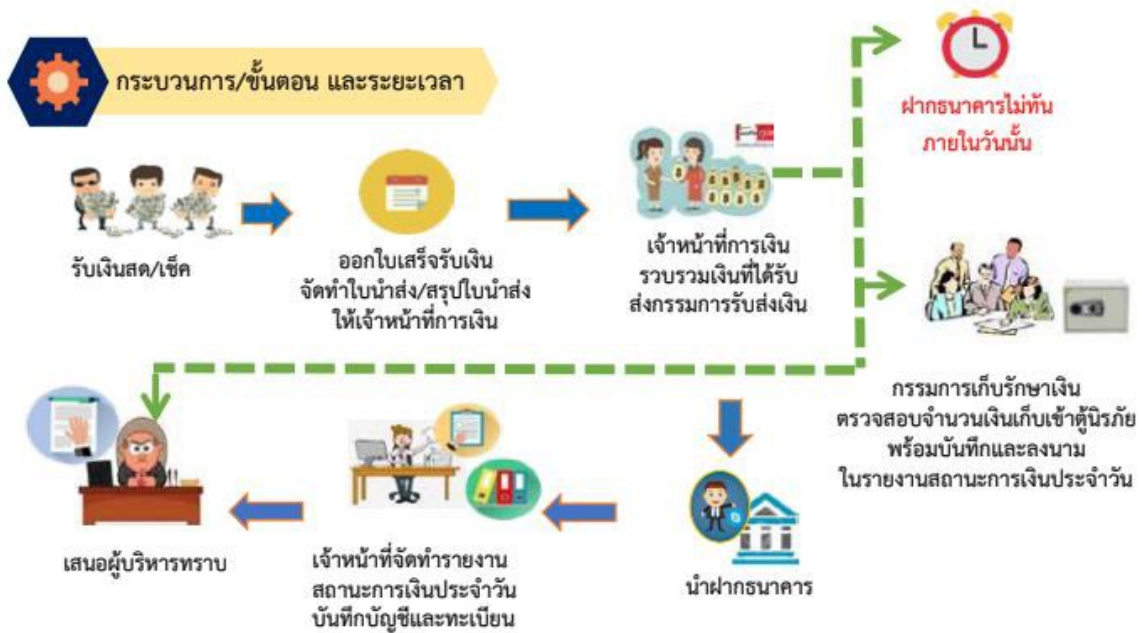 กระบวนการ/ขั้นตอน และระยะเวลา
ฝากธนาคารไม่ทัน
ภายในวันนั้น
รับเงินสด/เช็ค
ออกใบเสร็จรับเงิน
จัดทำใบนำส่ง/สรุปใบนำส่ง
ให้เจ้าหน้าที่การเงิน
เจ้าหน้าที่การเงิน
รวบรวมเงินที่ได้รับ
ส่งกรรมการรับส่งเงิน
กรรมการเก็บรักษาเงิน
ตรวจสอบจำนวนเงินเก็บเข้าตู้นิรภัย
พร้อมบันทึกและลงนาม
ในรายงานสถานะการเงินประจำวัน
นำฝากธนาคาร
เจ้าหน้าที่จัดทำรายงาน
สถานะการเงินประจำวัน
บันทึกบัญชีและทะเบียน
เสนอผู้บริหารทราบ